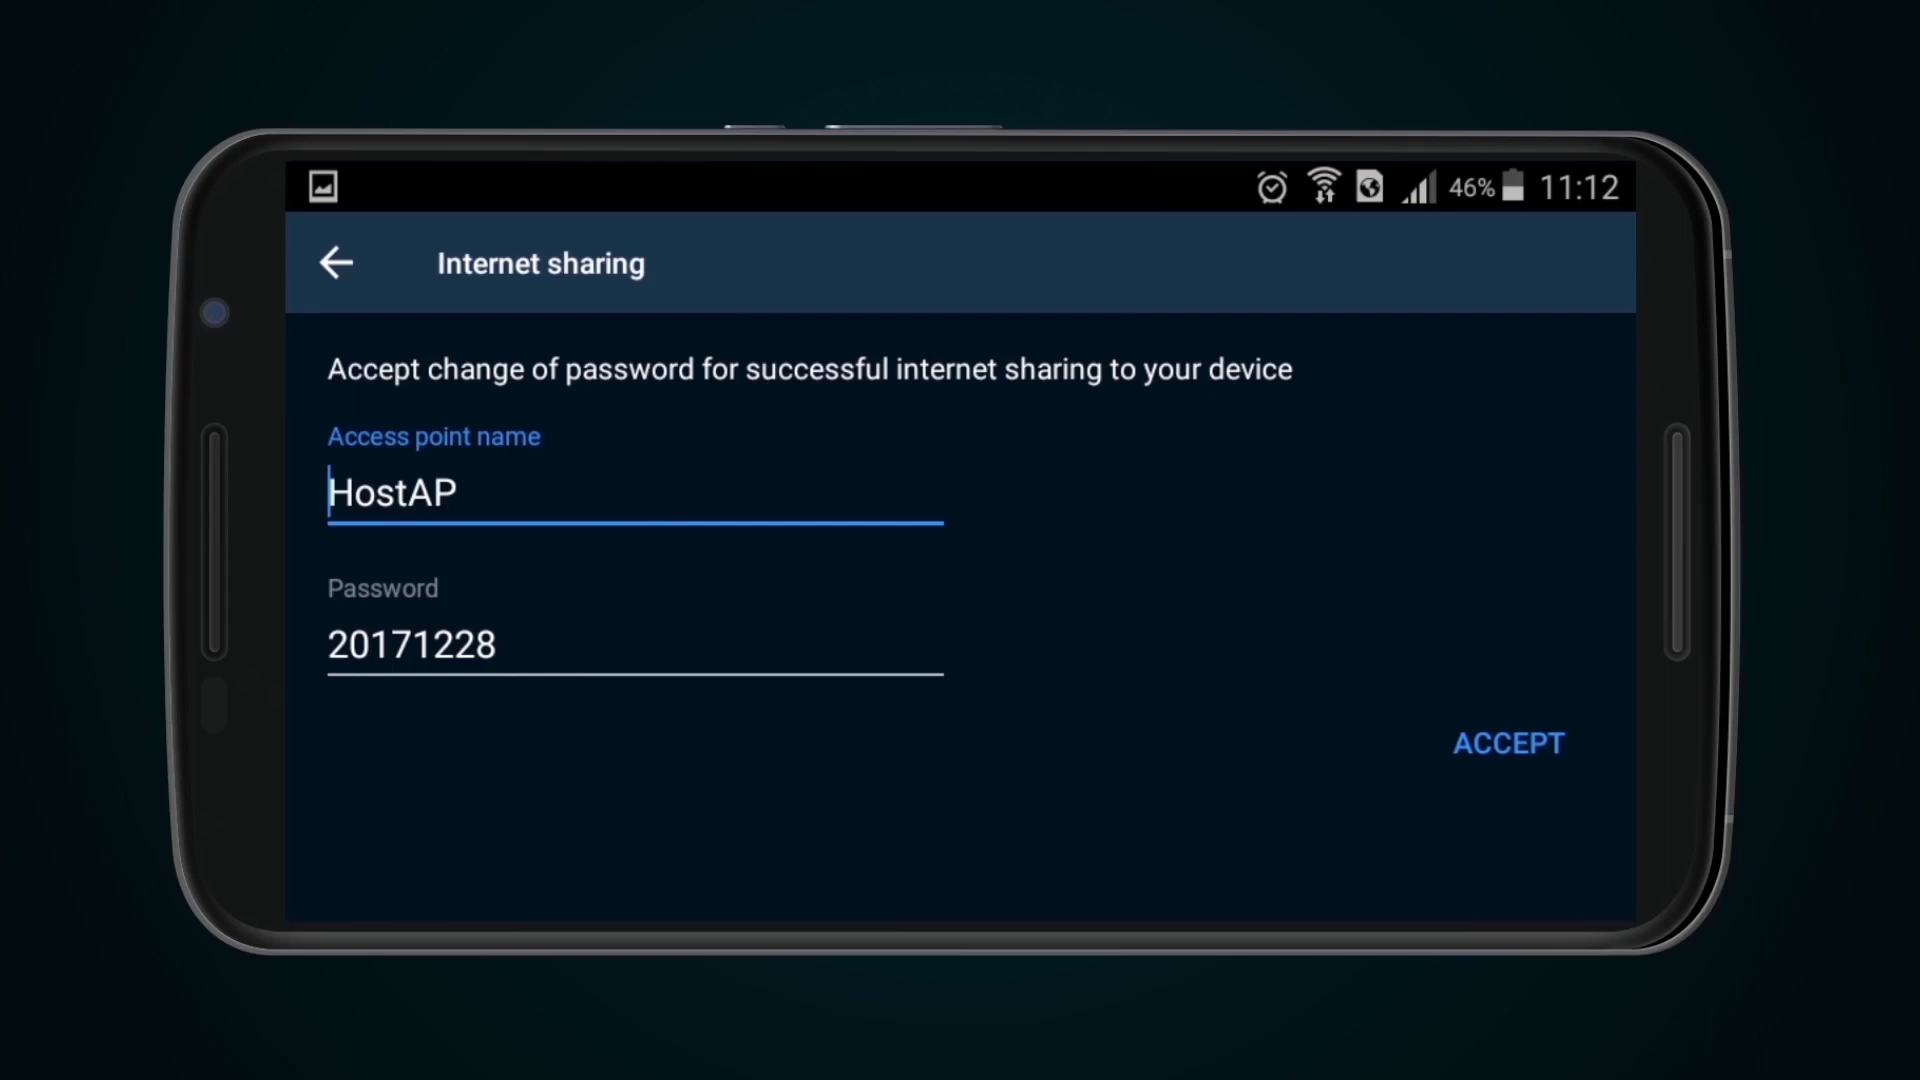 46% 11:12
Internet sharing
Accept change of password for successful internet sharing to your device
Access point name
HostAP
Password
20171228
ACCEPT